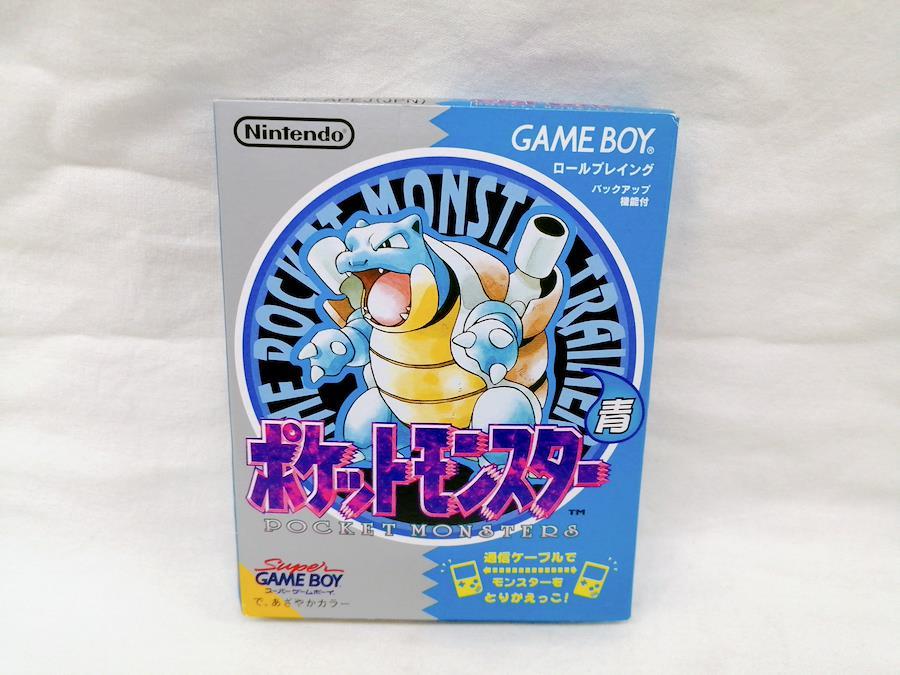 Nintendo®
GAME BOY®
ロールプレイング
バックアップ
機能付
THE POCKET MONSTER TRAINER
青
ポケットモンスター
TM
POCKET MONSTERS
Super
GAME BOY
スーパーゲームボーイ
で、あざやかカラー
通信ケーブルで
モンスターを
とりかえっこ!